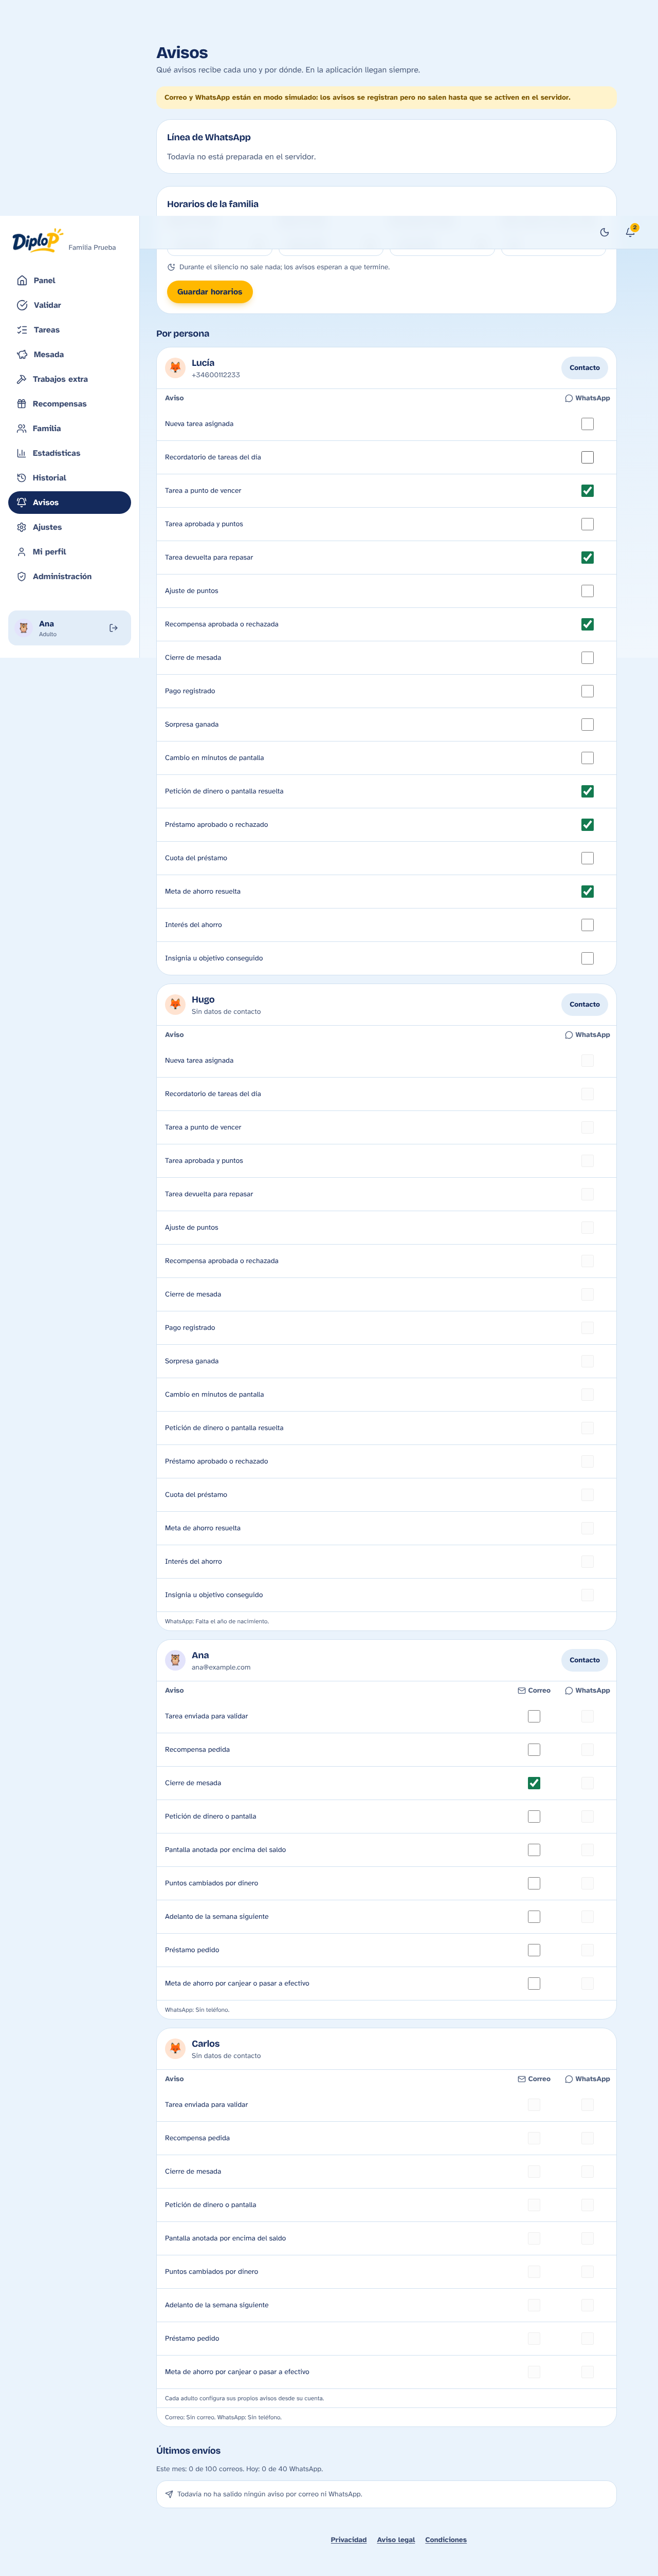 Avisos
Qué avisos recibe cada uno y por dónde. En la aplicación llegan siempre.
Correo y WhatsApp están en modo simulado: los avisos se registran pero no salen hasta que se activen en el servidor.
Línea de WhatsApp
Todavía no está preparada en el servidor.
Horarios de la familia
Durante el silencio no sale nada; los avisos esperan a que termine.
Guardar horarios
DiploP
Familia Prueba
2
Panel
Validar
Tareas
Mesada
Trabajos extra
Recompensas
Familia
Estadísticas
Historial
Avisos
Ajustes
Mi perfil
Administración
Ana
Adulto
Por persona
Lucía
+34600112233
Contacto
Aviso WhatsApp
Nueva tarea asignada
Recordatorio de tareas del día
Tarea a punto de vencer
Tarea aprobada y puntos
Tarea devuelta para repasar
Ajuste de puntos
Recompensa aprobada o rechazada
Cierre de mesada
Pago registrado
Sorpresa ganada
Cambio en minutos de pantalla
Petición de dinero o pantalla resuelta
Préstamo aprobado o rechazado
Cuota del préstamo
Meta de ahorro resuelta
Interés del ahorro
Insignia u objetivo conseguido
Hugo
Sin datos de contacto
Contacto
Aviso WhatsApp
Nueva tarea asignada
Recordatorio de tareas del día
Tarea a punto de vencer
Tarea aprobada y puntos
Tarea devuelta para repasar
Ajuste de puntos
Recompensa aprobada o rechazada
Cierre de mesada
Pago registrado
Sorpresa ganada
Cambio en minutos de pantalla
Petición de dinero o pantalla resuelta
Préstamo aprobado o rechazado
Cuota del préstamo
Meta de ahorro resuelta
Interés del ahorro
Insignia u objetivo conseguido
WhatsApp: Falta el año de nacimiento.
Ana
ana@example.com
Contacto
Aviso Correo WhatsApp
Tarea enviada para validar
Recompensa pedida
Cierre de mesada
Petición de dinero o pantalla
Pantalla anotada por encima del saldo
Puntos cambiados por dinero
Adelanto de la semana siguiente
Préstamo pedido
Meta de ahorro por canjear o pasar a efectivo
WhatsApp: Sin teléfono.
Carlos
Sin datos de contacto
Aviso Correo WhatsApp
Tarea enviada para validar
Recompensa pedida
Cierre de mesada
Petición de dinero o pantalla
Pantalla anotada por encima del saldo
Puntos cambiados por dinero
Adelanto de la semana siguiente
Préstamo pedido
Meta de ahorro por canjear o pasar a efectivo
Cada adulto configura sus propios avisos desde su cuenta.
Correo: Sin correo. WhatsApp: Sin teléfono.
Últimos envíos
Este mes: 0 de 100 correos. Hoy: 0 de 40 WhatsApp.
Todavía no ha salido ningún aviso por correo ni WhatsApp.
Privacidad Aviso legal Condiciones